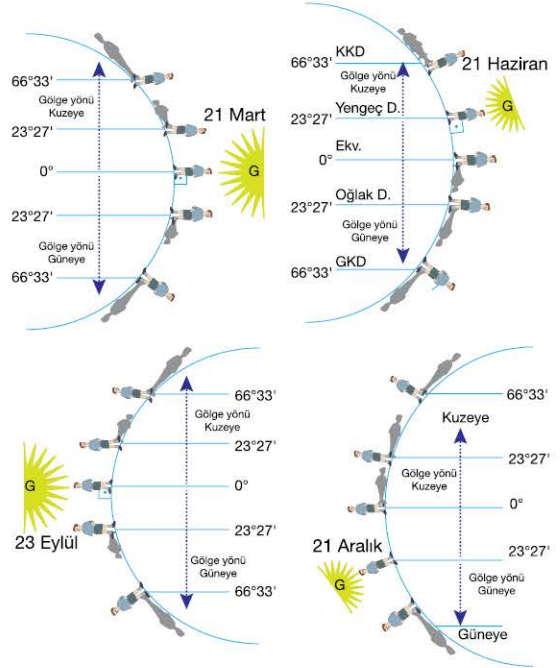 66°33'
Gölge yönü
Kuzeye
23°27'
0°
23°27'
Gölge yönü
Güneye
66°33'
21 Mart
G
KKD
66°33'
Gölge yönü
Kuzeye
Yengeç D.
23°27'
Ekv.
0°
Oğlak D.
23°27'
Gölge yönü
Güneye
GKD
66°33'
21 Haziran
G
66°33'
Gölge yönü
Kuzeye
23°27'
0°
23°27'
Gölge yönü
Güneye
66°33'
G
23 Eylül
66°33'
Kuzeye
23°27'
Gölge yönü
Kuzeye
0°
23°27'
Gölge yönü
Güneye
Güneye
21 Aralık
G